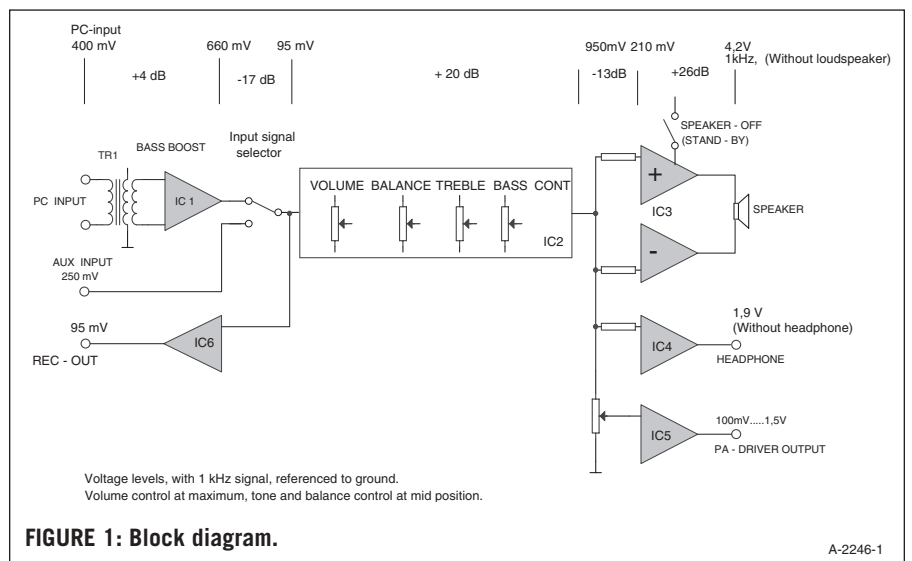 PC-input
400 mV
660 mV
95 mV
950mV
210 mV
4,2V
1kHz, (Without loudspeaker)
+4 dB
-17 dB
+ 20 dB
-13dB
+26dB
SPEAKER - OFF
(STAND - BY)
Input signal
selector
TR1
BASS BOOST
PC INPUT
IC 1
VOLUME BALANCE TREBLE BASS CONT
IC2
+
IC3
SPEAKER
-
AUX INPUT
250 mV
95 mV
REC - OUT
IC6
1,9 V
(Without headphone)
IC4
HEADPHONE
100mV.....1,5V
IC5
PA - DRIVER OUTPUT
Voltage levels, with 1 kHz signal, referenced to ground.
Volume control at maximum, tone and balance control at mid position.
FIGURE 1: Block diagram.
A-2246-1